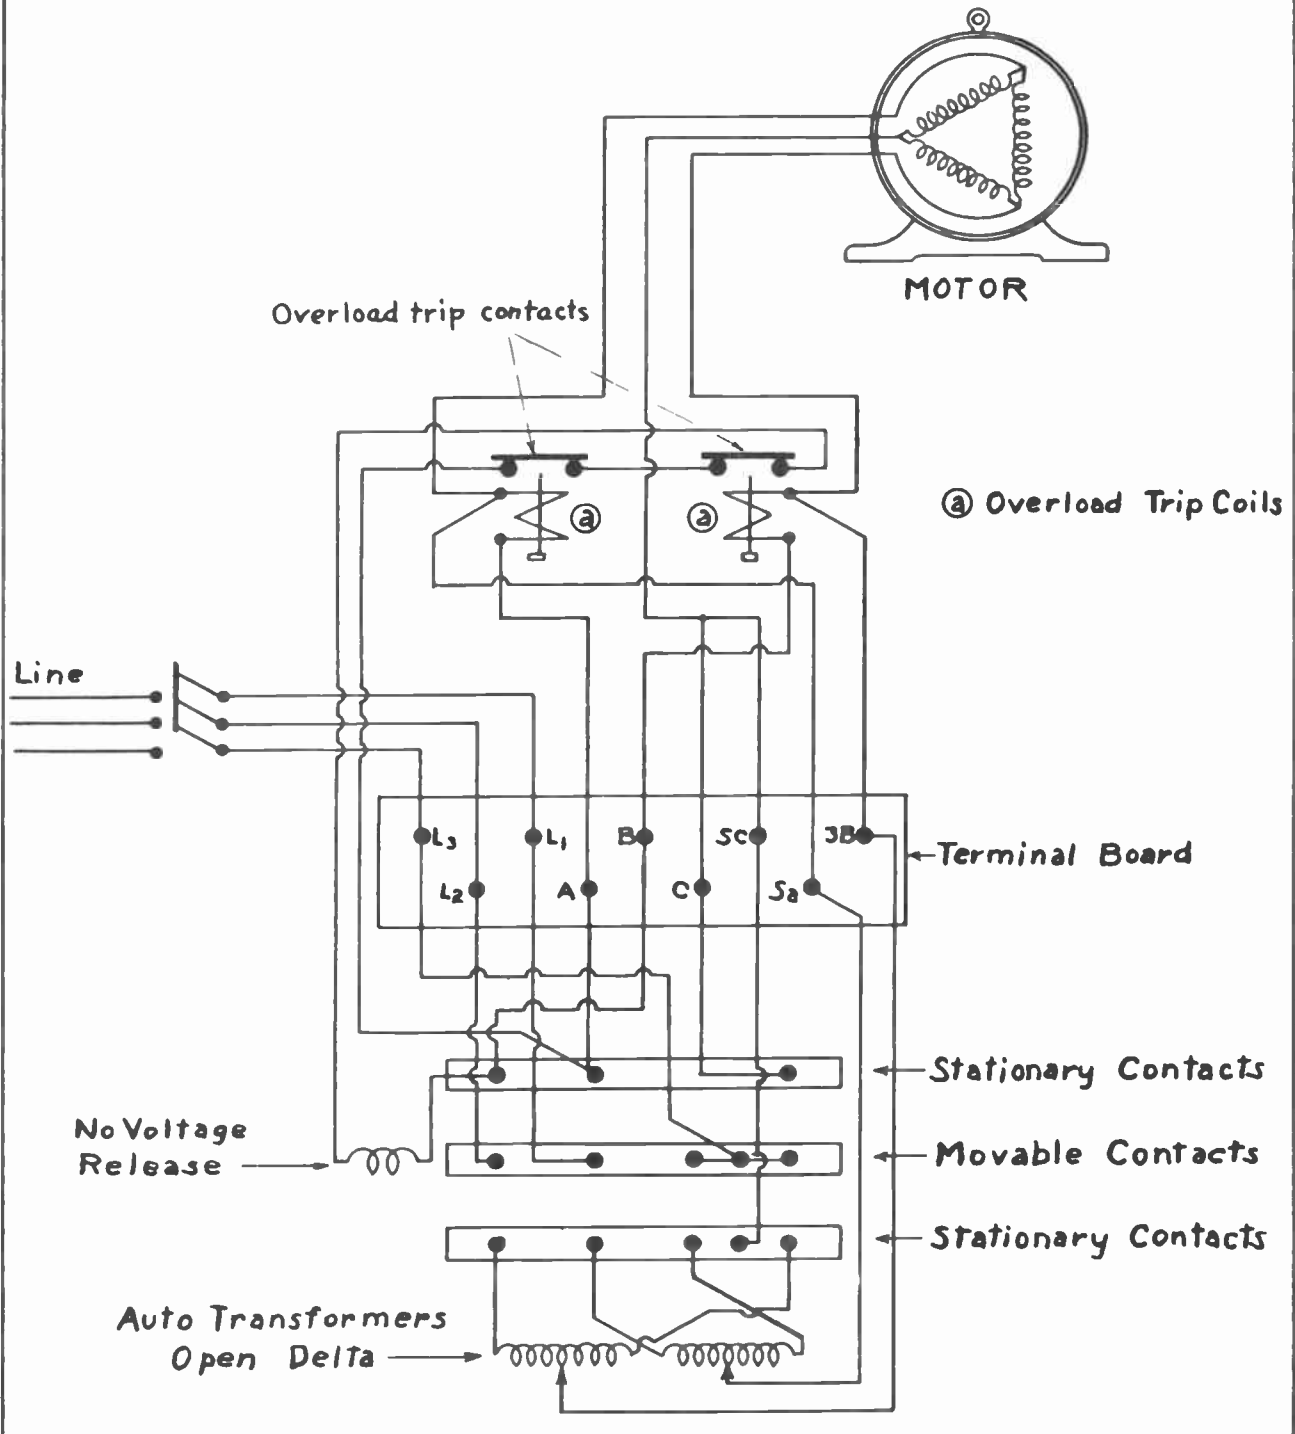 MOTOR
Overload trip contacts
a
a
a Overload Trip Coils
Line
L3
L1
B
Sc
3B
L2
A
C
Sa
Terminal Board
Stationary Contacts
No Voltage
Release
Movable Contacts
Stationary Contacts
Auto Transformers
Open Delta